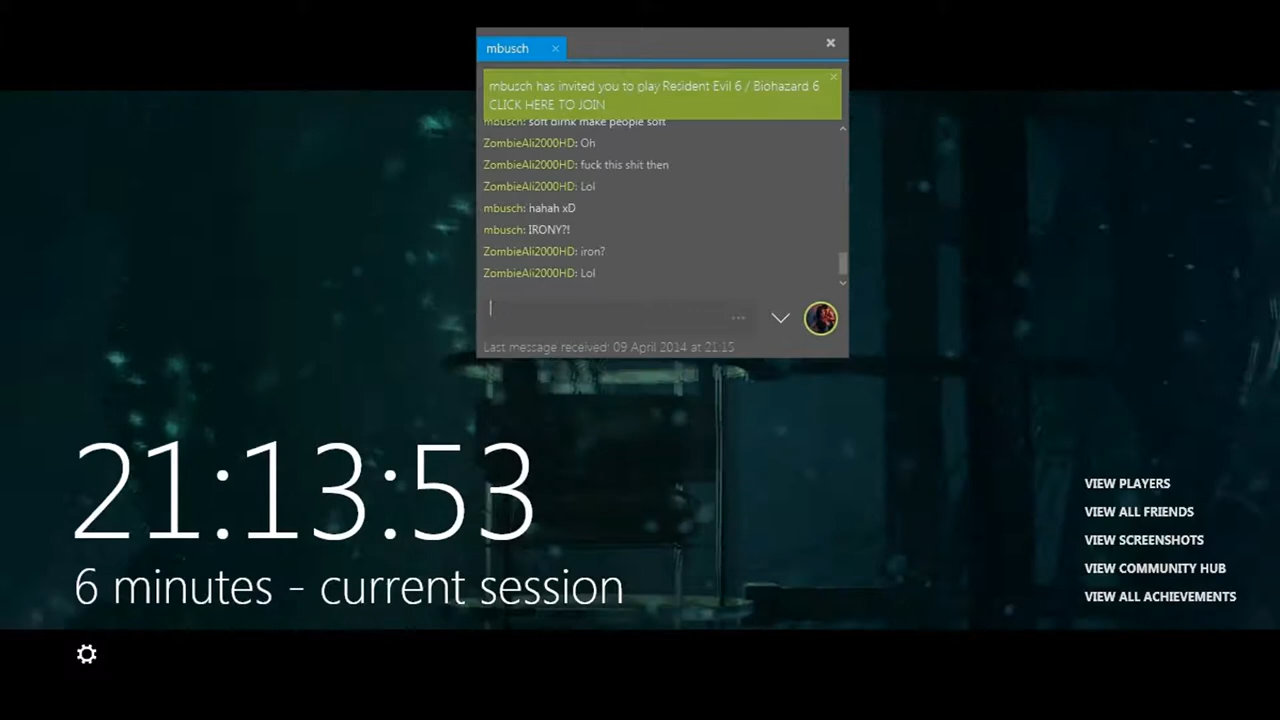 mbusch
mbusch has invited you to play Resident Evil 6 / Biohazard 6
CLICK HERE TO JOIN
mbusch: soft dirnk make people soft
ZombieAli2000HD: Oh
ZombieAli2000HD: fuck this shit then
ZombieAli2000HD: Lol
mbusch: hahah xD
mbusch: IRONY?!
ZombieAli2000HD: iron?
ZombieAli2000HD: Lol
Last message received: 09 April 2014 at 21:15
21:13:53
6 minutes - current session
VIEW PLAYERS
VIEW ALL FRIENDS
VIEW SCREENSHOTS
VIEW COMMUNITY HUB
VIEW ALL ACHIEVEMENTS